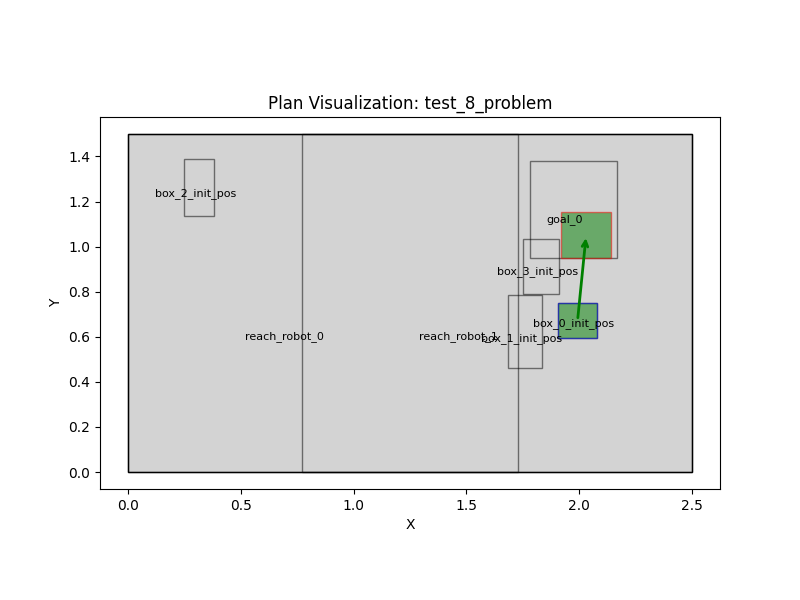 Plan Visualization: test_8_problem
1.4
1.2
1.0
0.8
0.6
0.4
0.2
0.0
Y
box_2_init_pos
goal_0
box_3_init_pos
box_0_init_pos
reach_robot_0
reach_robot_1
box_1_init_pos
0.0
0.5
1.0
1.5
2.0
2.5
X